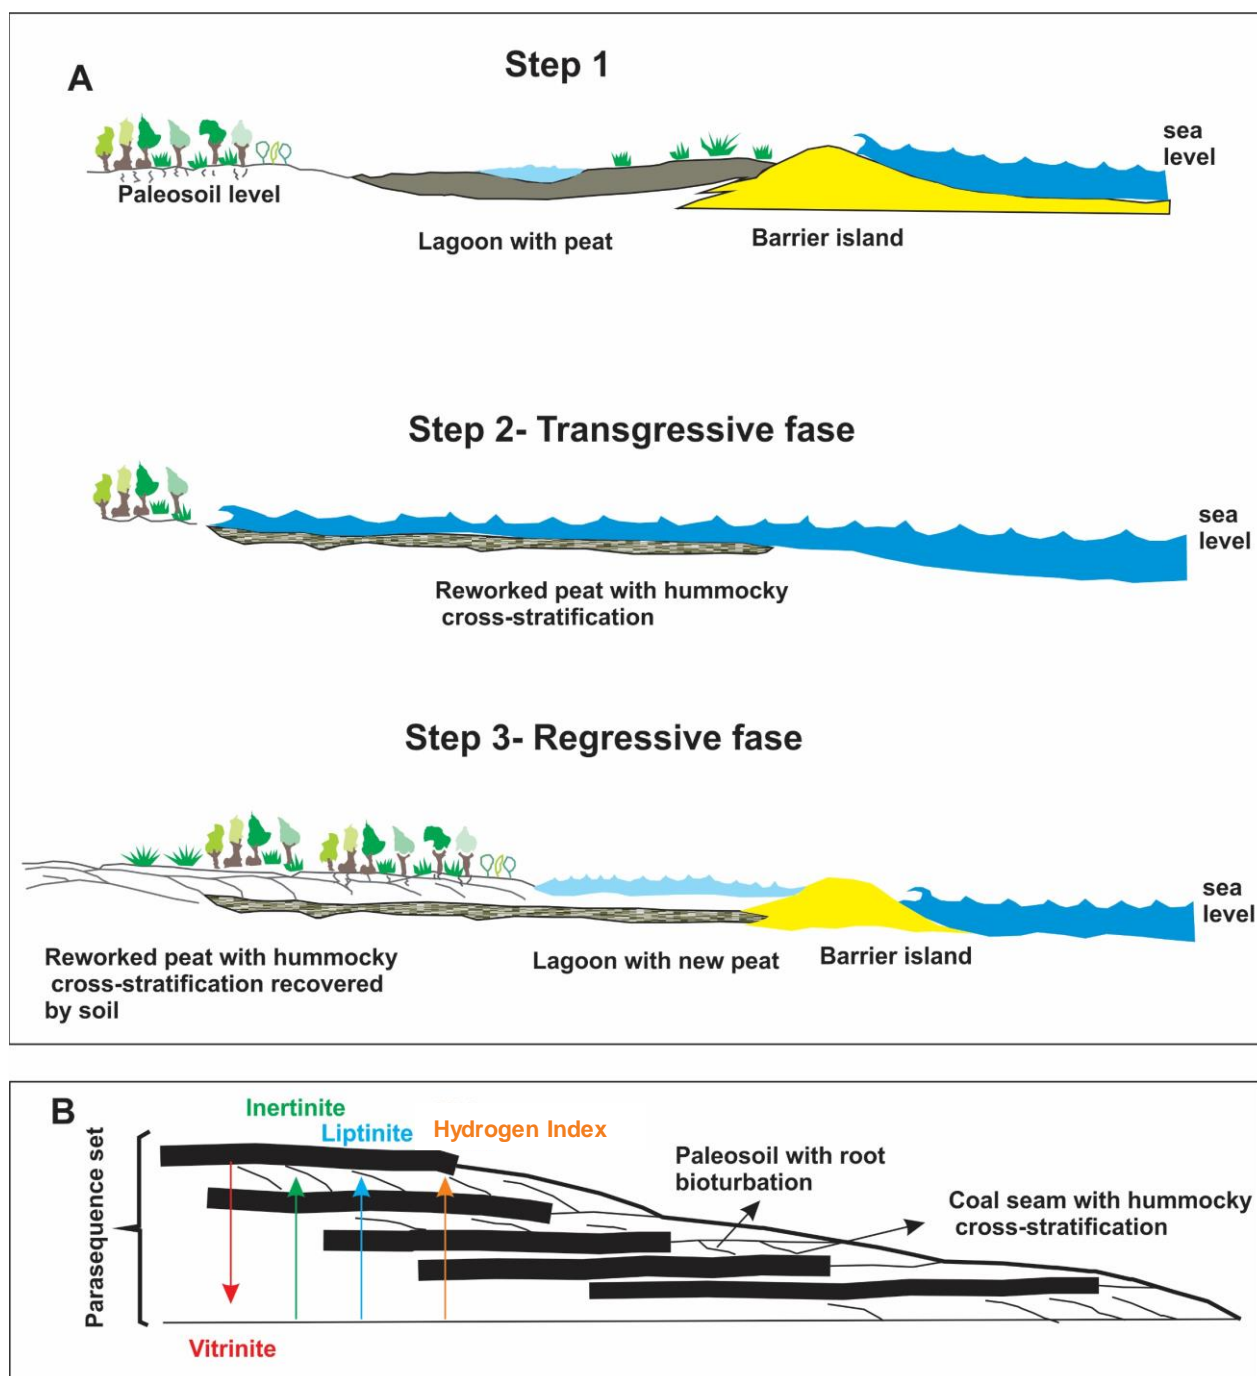 A
Step 1
sea
level
Paleosoil level
Lagoon with peat
Barrier island
Step 2- Transgressive fase
sea
level
Reworked peat with hummocky
cross-stratification
Step 3- Regressive fase
sea
level
Reworked peat with hummocky
cross-stratification recovered
by soil
Lagoon with new peat
Barrier island
B
Parasequence set
Inertinite
Liptinite
Hydrogen Index
Paleosoil with root
bioturbation
Coal seam with hummocky
cross-stratification
Vitrinite